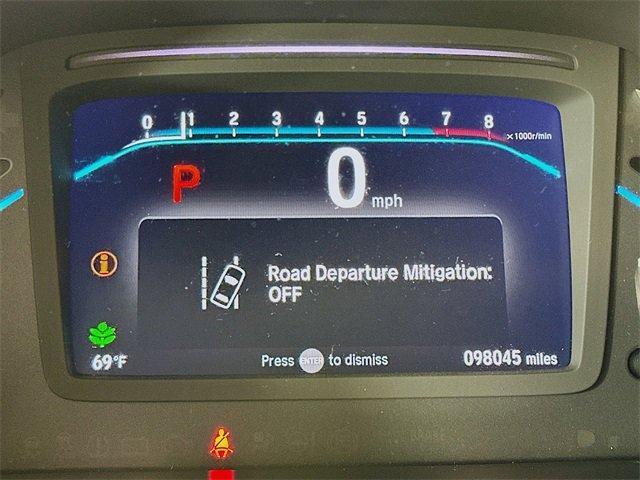 0 1 2 3 4 5 6 7 8 x1000r/min
P 0 mph
Road Departure Mitigation:
OFF
69°F Press ENTER to dismiss 098045 miles